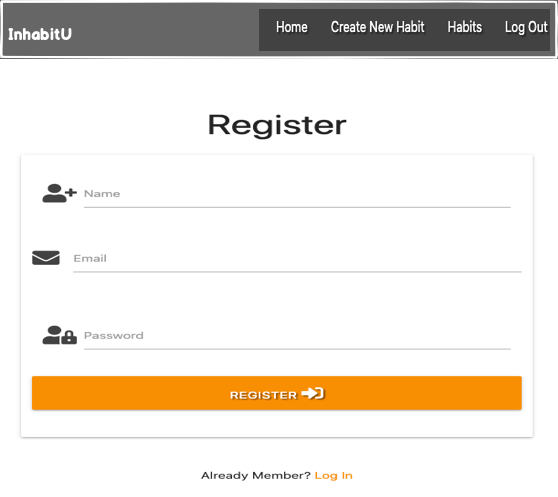 InhabitU
Home Create New Habit Habits Log Out
Register
Name
Email
Password
REGISTER
Already Member? Log In